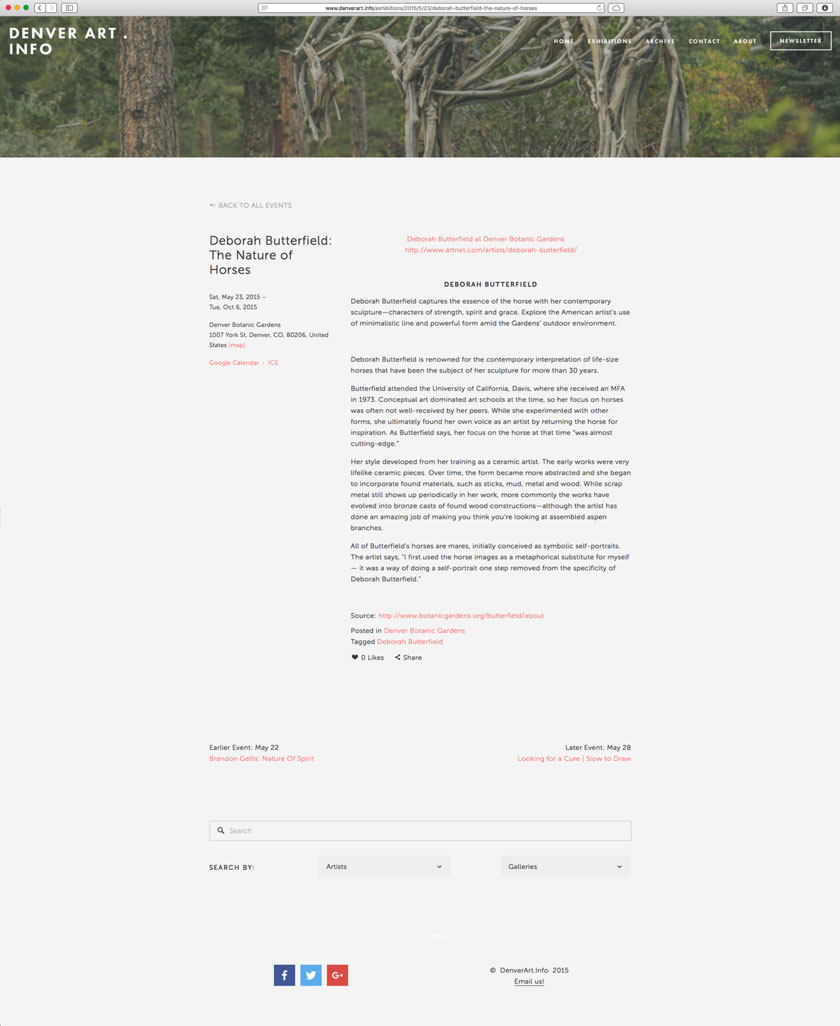 www.denverart.info/exhibitions/2015/5/23/deborah-butterfield-the-nature-of-horses
DENVER ART .
INFO
HOME EXHIBITIONS ARCHIVE CONTACT ABOUT NEWSLETTER
← BACK TO ALL EVENTS
Deborah Butterfield:
The Nature of
Horses
Sat, May 23, 2015 –
Tue, Oct 6, 2015
Denver Botanic Gardens
1007 York St, Denver, CO, 80206, United
States (map)
Google Calendar · ICS
Deborah Butterfield at Denver Botanic Gardens
http://www.artnet.com/artists/deborah-butterfield/
DEBORAH BUTTERFIELD
Deborah Butterfield captures the essence of the horse with her contemporary
sculpture—characters of strength, spirit and grace. Explore the American artist's use
of minimalistic line and powerful form amid the Gardens' outdoor environment.
Deborah Butterfield is renowned for the contemporary interpretation of life-size
horses that have been the subject of her sculpture for more than 30 years.
Butterfield attended the University of California, Davis, where she received an MFA
in 1973. Conceptual art dominated art schools at the time, so her focus on horses
was often not well-received by her peers. While she experimented with other
forms, she ultimately found her own voice as an artist by returning the horse for
inspiration. As Butterfield says, her focus on the horse at that time "was almost
cutting-edge."
Her style developed from her training as a ceramic artist. The early works were very
lifelike ceramic pieces. Over time, the form became more abstracted and she began
to incorporate found materials, such as sticks, mud, metal and wood. While scrap
metal still shows up periodically in her work, more commonly the works have
evolved into bronze casts of found wood constructions—although the artist has
done an amazing job of making you think you're looking at assembled aspen
branches.
All of Butterfield's horses are mares, initially conceived as symbolic self-portraits.
The artist says, "I first used the horse images as a metaphorical substitute for myself
— it was a way of doing a self-portrait one step removed from the specificity of
Deborah Butterfield."
Source: http://www.botanicgardens.org/butterfield/about
Posted in Denver Botanic Gardens
Tagged Deborah Butterfield
0 Likes Share
Earlier Event: May 22
Brandon Gellis: Nature Of Spirit
Later Event: May 28
Looking for a Cure | Slow to Draw
Search
SEARCH BY:
Artists
Galleries
f
G+
© DenverArt.Info 2015
Email us!